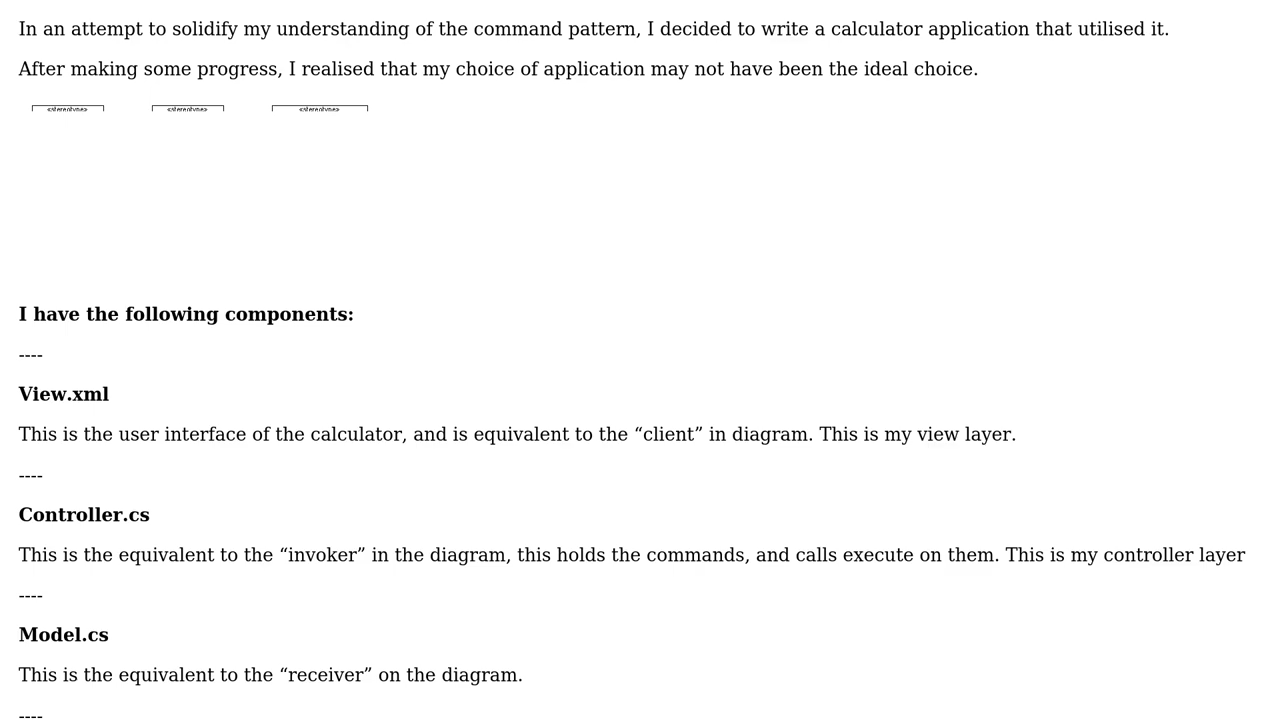 In an attempt to solidify my understanding of the command pattern, I decided to write a calculator application that utilised it.
After making some progress, I realised that my choice of application may not have been the ideal choice.
«stereotype» «stereotype» «stereotype»
I have the following components:
----
View.xml
This is the user interface of the calculator, and is equivalent to the “client” in diagram. This is my view layer.
----
Controller.cs
This is the equivalent to the “invoker” in the diagram, this holds the commands, and calls execute on them. This is my controller layer
----
Model.cs
This is the equivalent to the “receiver” on the diagram.
----